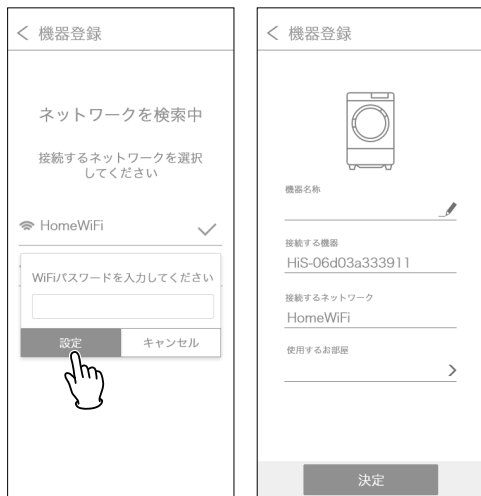 機器登録
ネットワークを検索中
接続するネットワークを選択
してください
HomeWiFi
WiFiパスワードを入力してください
設定
キャンセル
機器登録
機器名称
接続する機器
HiS-06d03a333911
接続するネットワーク
HomeWiFi
使用するお部屋
決定